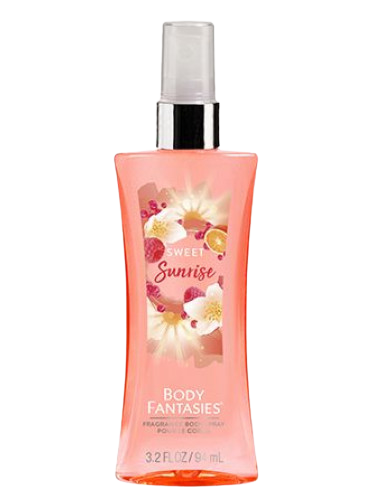 SWEET
Sunrise
BODY
FANTASIES®
FRAGRANCE BODY SPRAY
3.2 FL OZ/94 mL